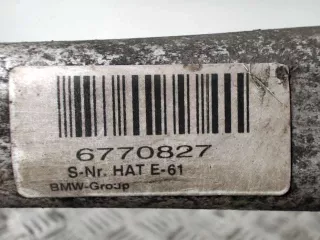 6770827
S-Nr. HAT E-61
BMW-Group